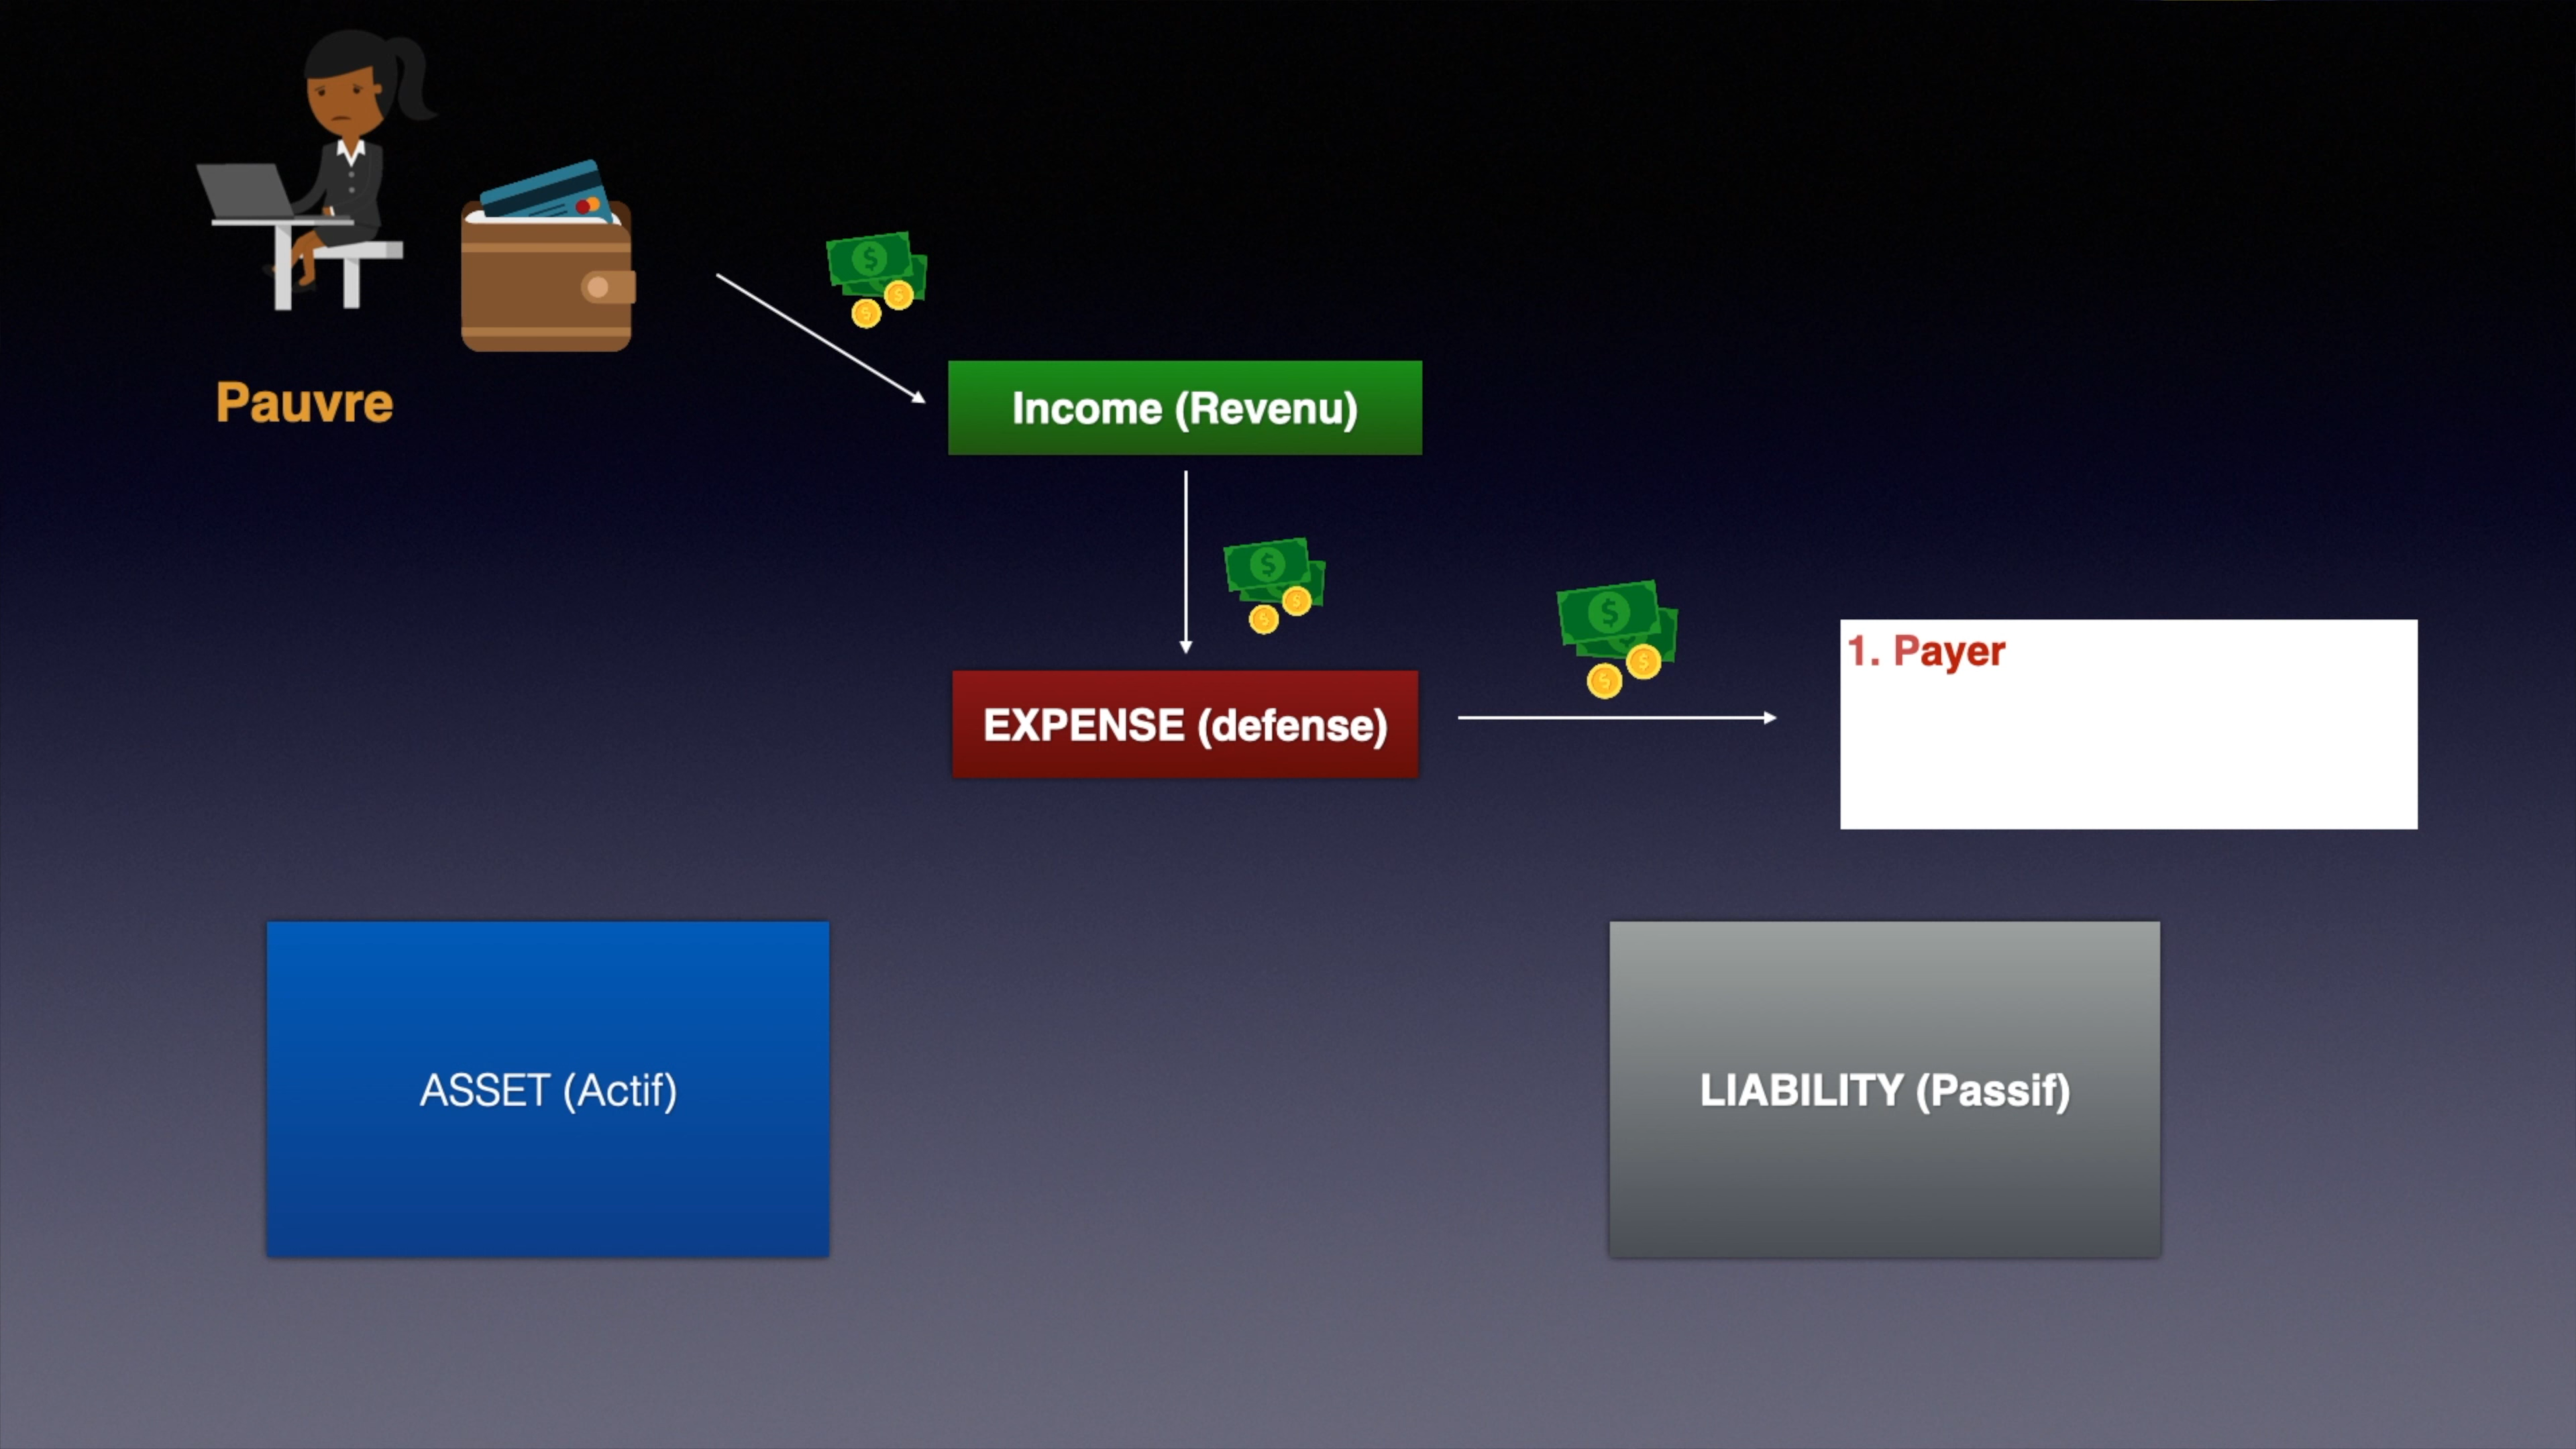 Pauvre
Income (Revenu)
EXPENSE (defense)
1. Payer
ASSET (Actif)
LIABILITY (Passif)